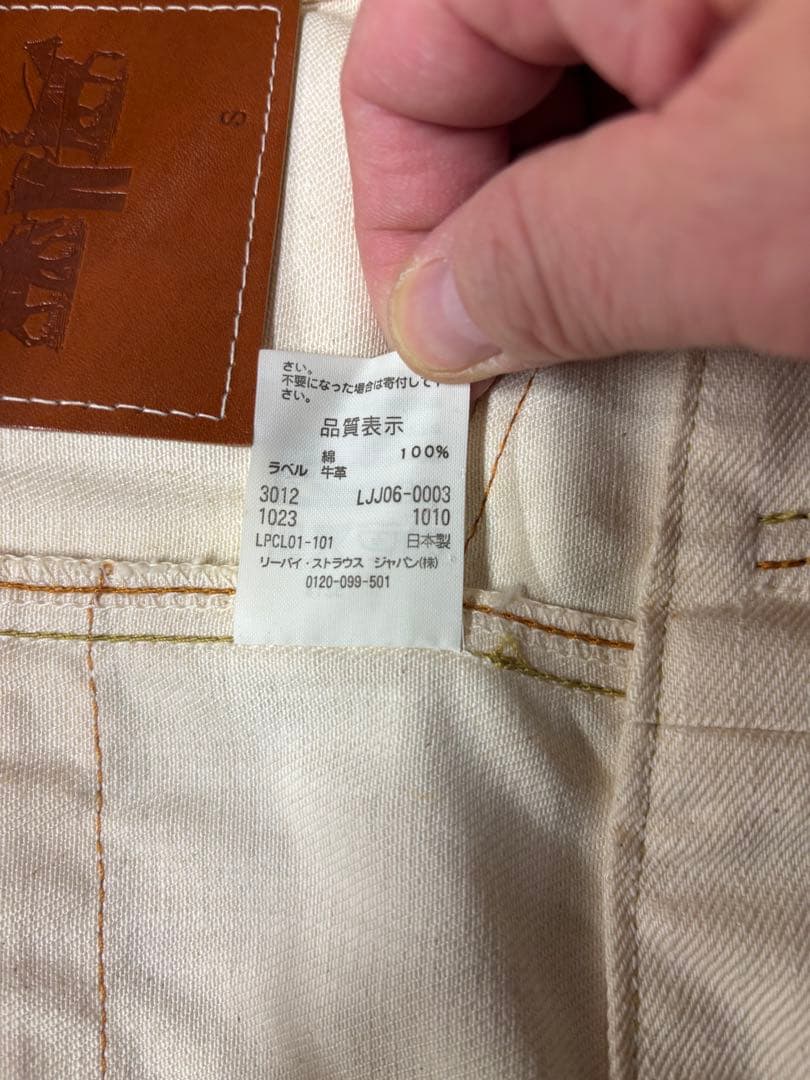 S
さい。
不要になった場合は寄付して下
さい。
品質表示
綿 100%
ラベル 牛革
3012 LJJ06-0003
1023 1010
LPCL01-101 日本製
リーバイ・ストラウス ジャパン(株)
0120-099-501